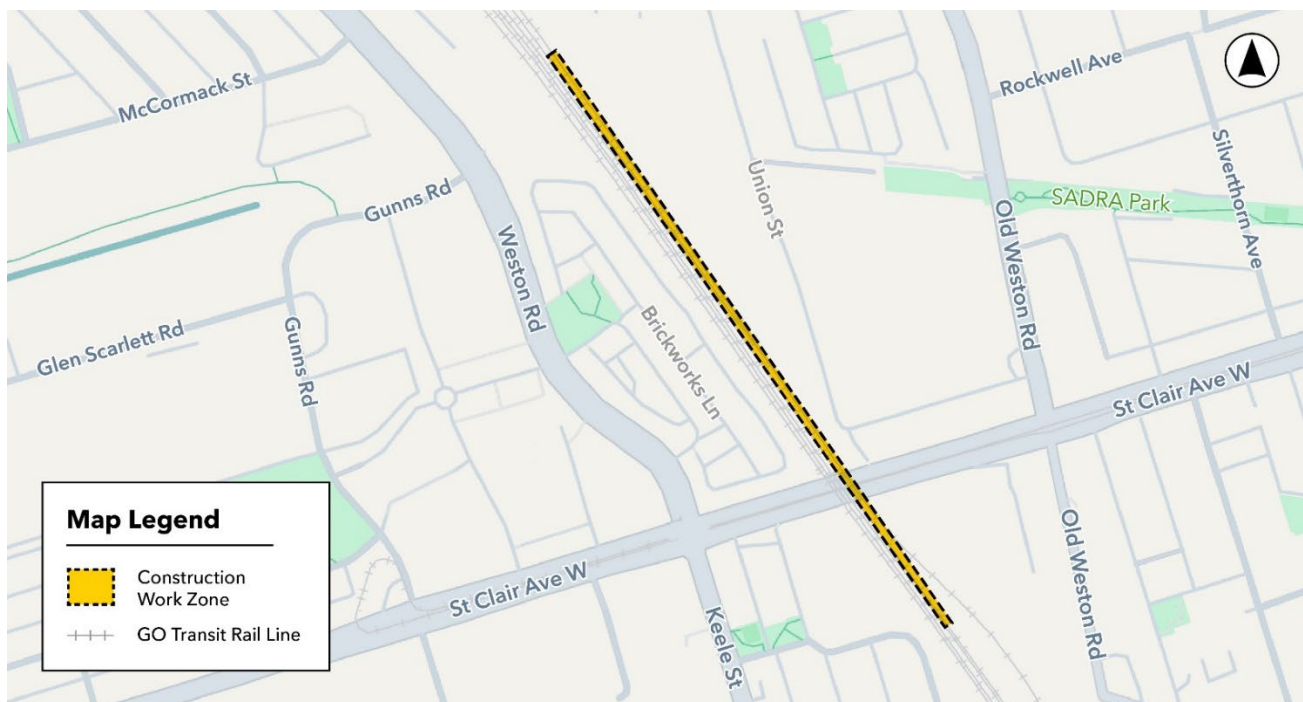 McCormack St
Rockwell Ave
Silverthorn Ave
Union St
SADRA Park
Gunns Rd
Weston Rd
Old Weston Rd
Brickworks Ln
Glen Scarlett Rd
Gunns Rd
St Clair Ave W
Map Legend
Construction
Work Zone
GO Transit Rail Line
St Clair Ave W
Keele St
Old Weston Rd